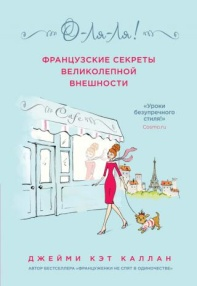 О-ЛЯ-ЛЯ!
ФРАНЦУЗСКИЕ СЕКРЕТЫ
ВЕЛИКОЛЕПНОЙ
ВНЕШНОСТИ
«Уроки
безупречного
стиля!»
Cosmo.ru
Café
ДЖЕЙМИ КЭТ КАЛЛАН
АВТОР БЕСТСЕЛЛЕРА «ФРАНЦУЖЕНКИ НЕ СПЯТ В ОДИНОЧЕСТВЕ»